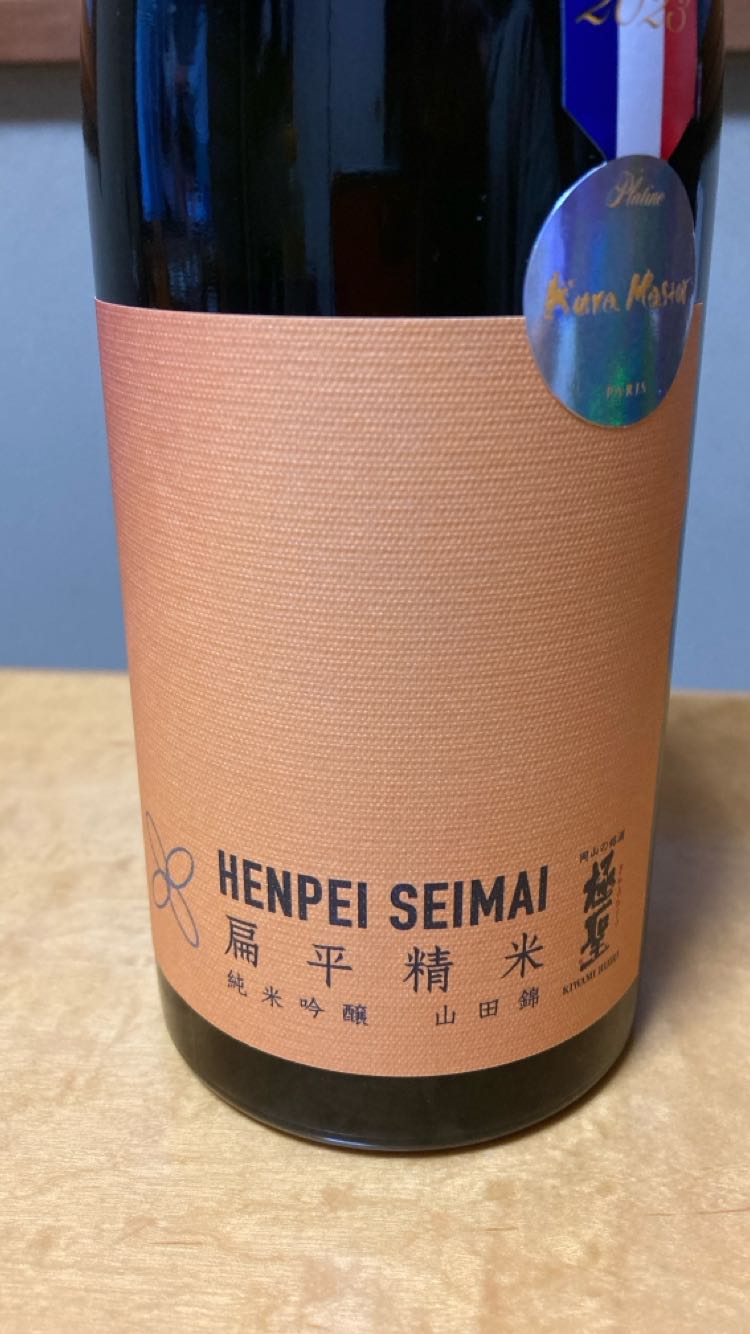 2023
Platine
Kura Master
PARIS
HENPEI SEIMAI
扁平精米
純米吟醸 山田錦
岡山の地酒
極聖
KIWAMI HIJIRI